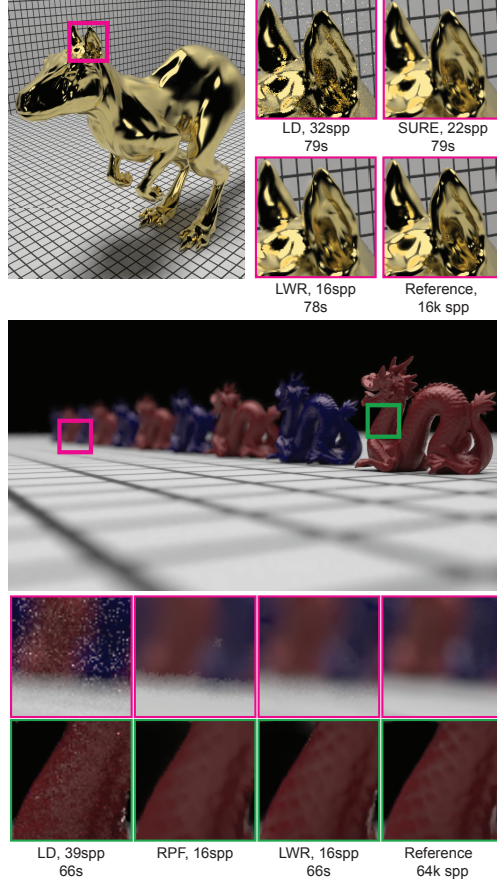 LD, 32spp
79s
SURE, 22spp
79s
LWR, 16spp
78s
Reference,
16k spp
LD, 39spp
66s
RPF, 16spp
LWR, 16spp
66s
Reference
64k spp